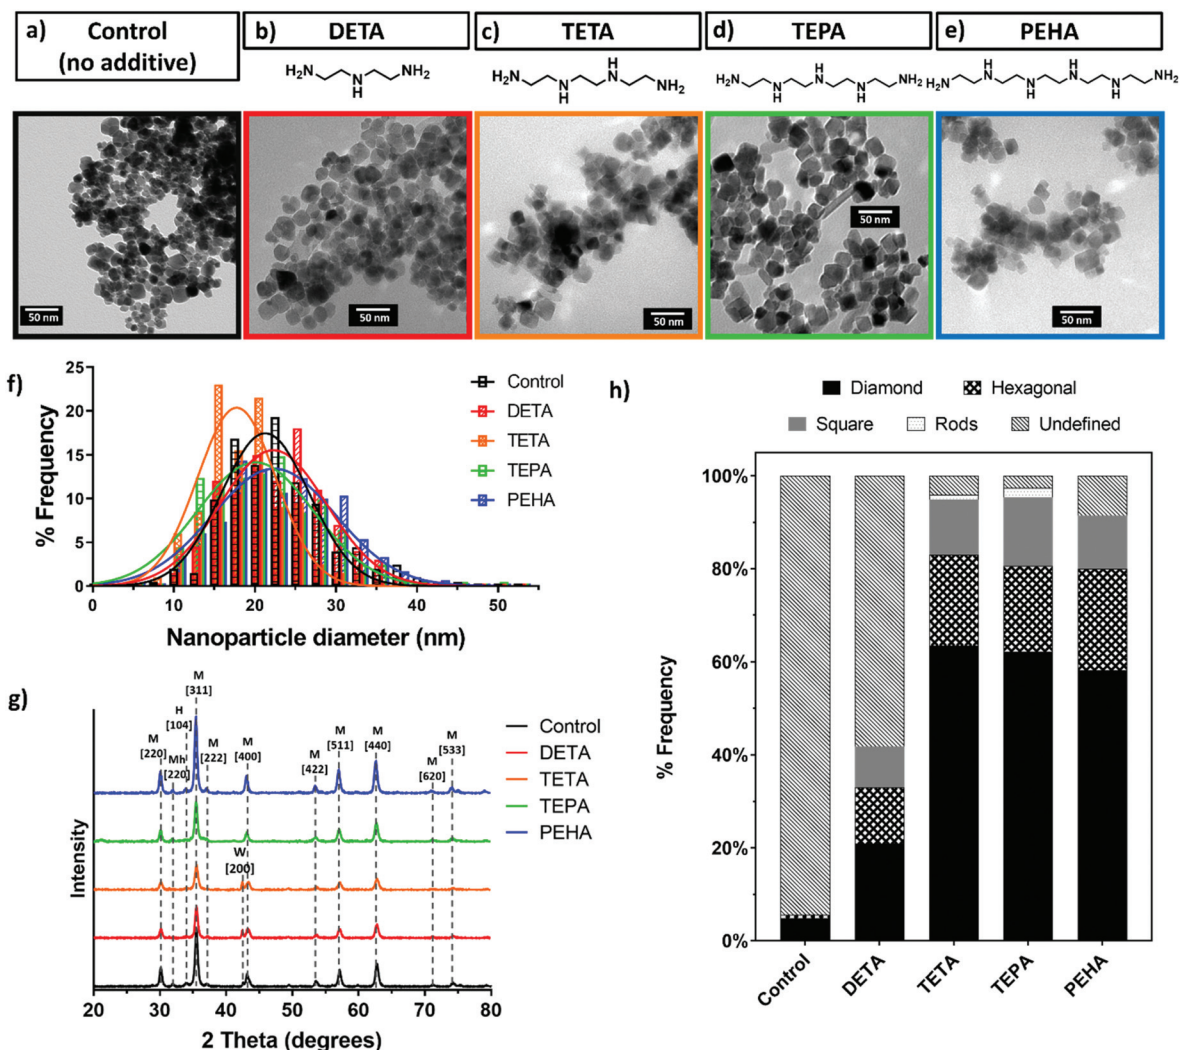 a) Control
(no additive)
b) DETA
c) TETA
d) TEPA
e) PEHA
H₂N N H NH₂
H₂N N H H N NH₂
H₂N N H H N N H NH₂
H₂N H N N H H N N H NH₂
50 nm
50 nm
50 nm
50 nm
50 nm
f)
25
20
15
10
5
0
% Frequency
0 10 20 30 40 50
Nanoparticle diameter (nm)
Control
DETA
TETA
TEPA
PEHA
g)
M
[311]
H
[104]
M
[220]
Mh
[220]
M
[222]
M
[400]
M
[422]
M
[511]
M
[440]
M
[620]
M
[533]
W
[200]
Control
DETA
TETA
TEPA
PEHA
Intensity
20 30 40 50 60 70 80
2 Theta (degrees)
h)
Diamond Hexagonal
Square Rods Undefined
100%
80%
60%
40%
20%
0%
% Frequency
Control
DETA
TETA
TEPA
PEHA